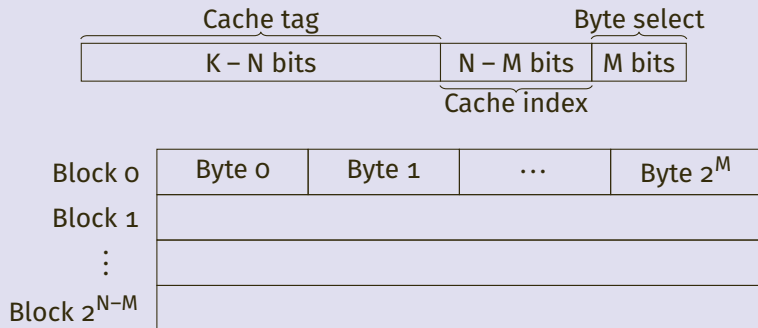 Cache tag Byte select
K – N bits N – M bits M bits
Cache index
Block 0 Byte 0 Byte 1 ⋯ Byte 2^M
Block 1
⋮
Block 2^N–M